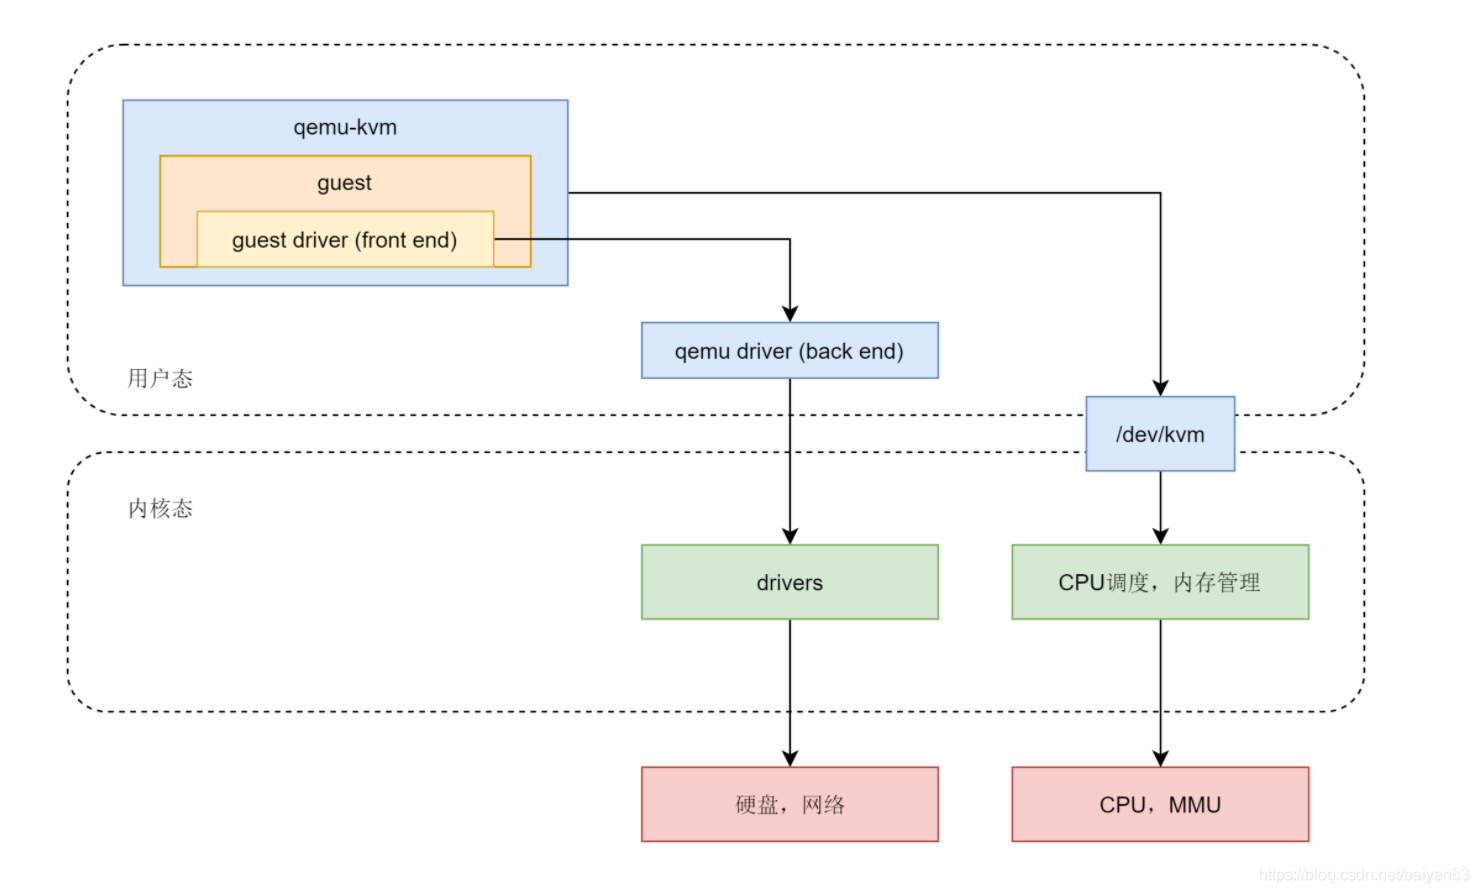 qemu-kvm
guest
guest driver (front end)
qemu driver (back end)
用户态
/dev/kvm
内核态
drivers
CPU调度，内存管理
硬盘，网络
CPU，MMU
https://blog.csdn.net/baiyan83